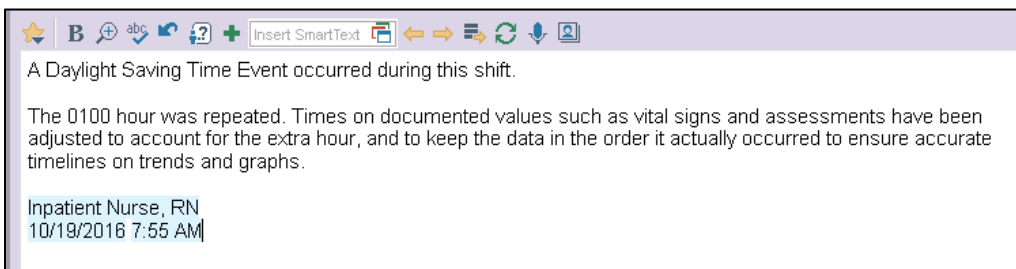 B abc Insert SmartText
A Daylight Saving Time Event occurred during this shift.
The 0100 hour was repeated. Times on documented values such as vital signs and assessments have been
adjusted to account for the extra hour, and to keep the data in the order it actually occurred to ensure accurate
timelines on trends and graphs.
Inpatient Nurse, RN
10/19/2016 7:55 AM